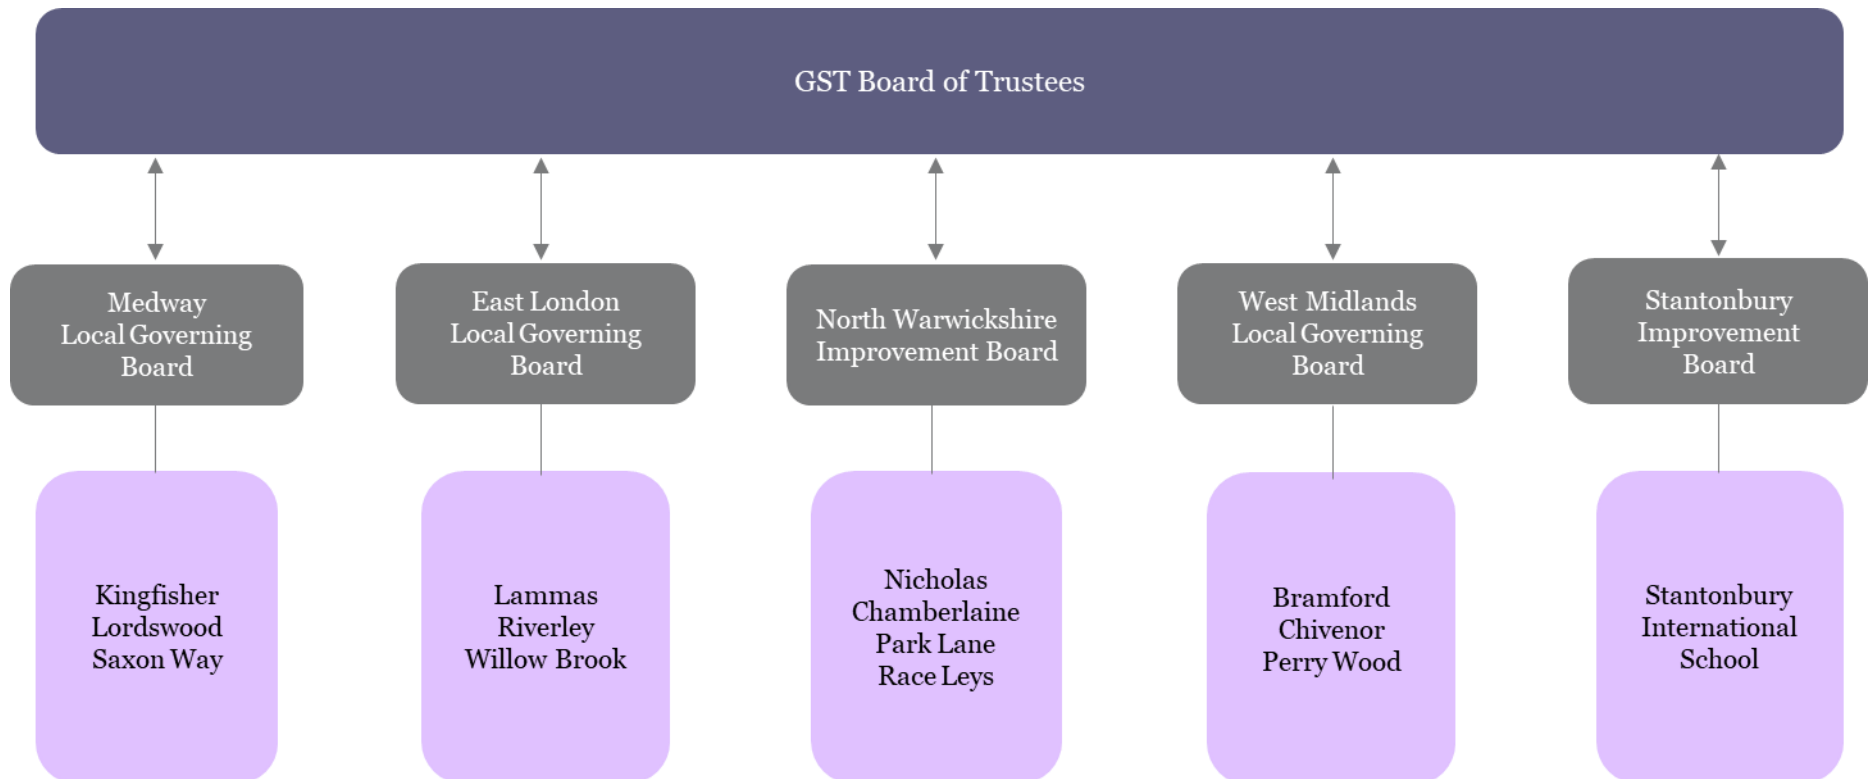 GST Board of Trustees
Medway
Local Governing
Board
East London
Local Governing
Board
North Warwickshire
Improvement Board
West Midlands
Local Governing
Board
Stantonbury
Improvement
Board
Kingfisher
Lordswood
Saxon Way
Lammas
Riverley
Willow Brook
Nicholas
Chamberlaine
Park Lane
Race Leys
Bramford
Chivenor
Perry Wood
Stantonbury
International
School